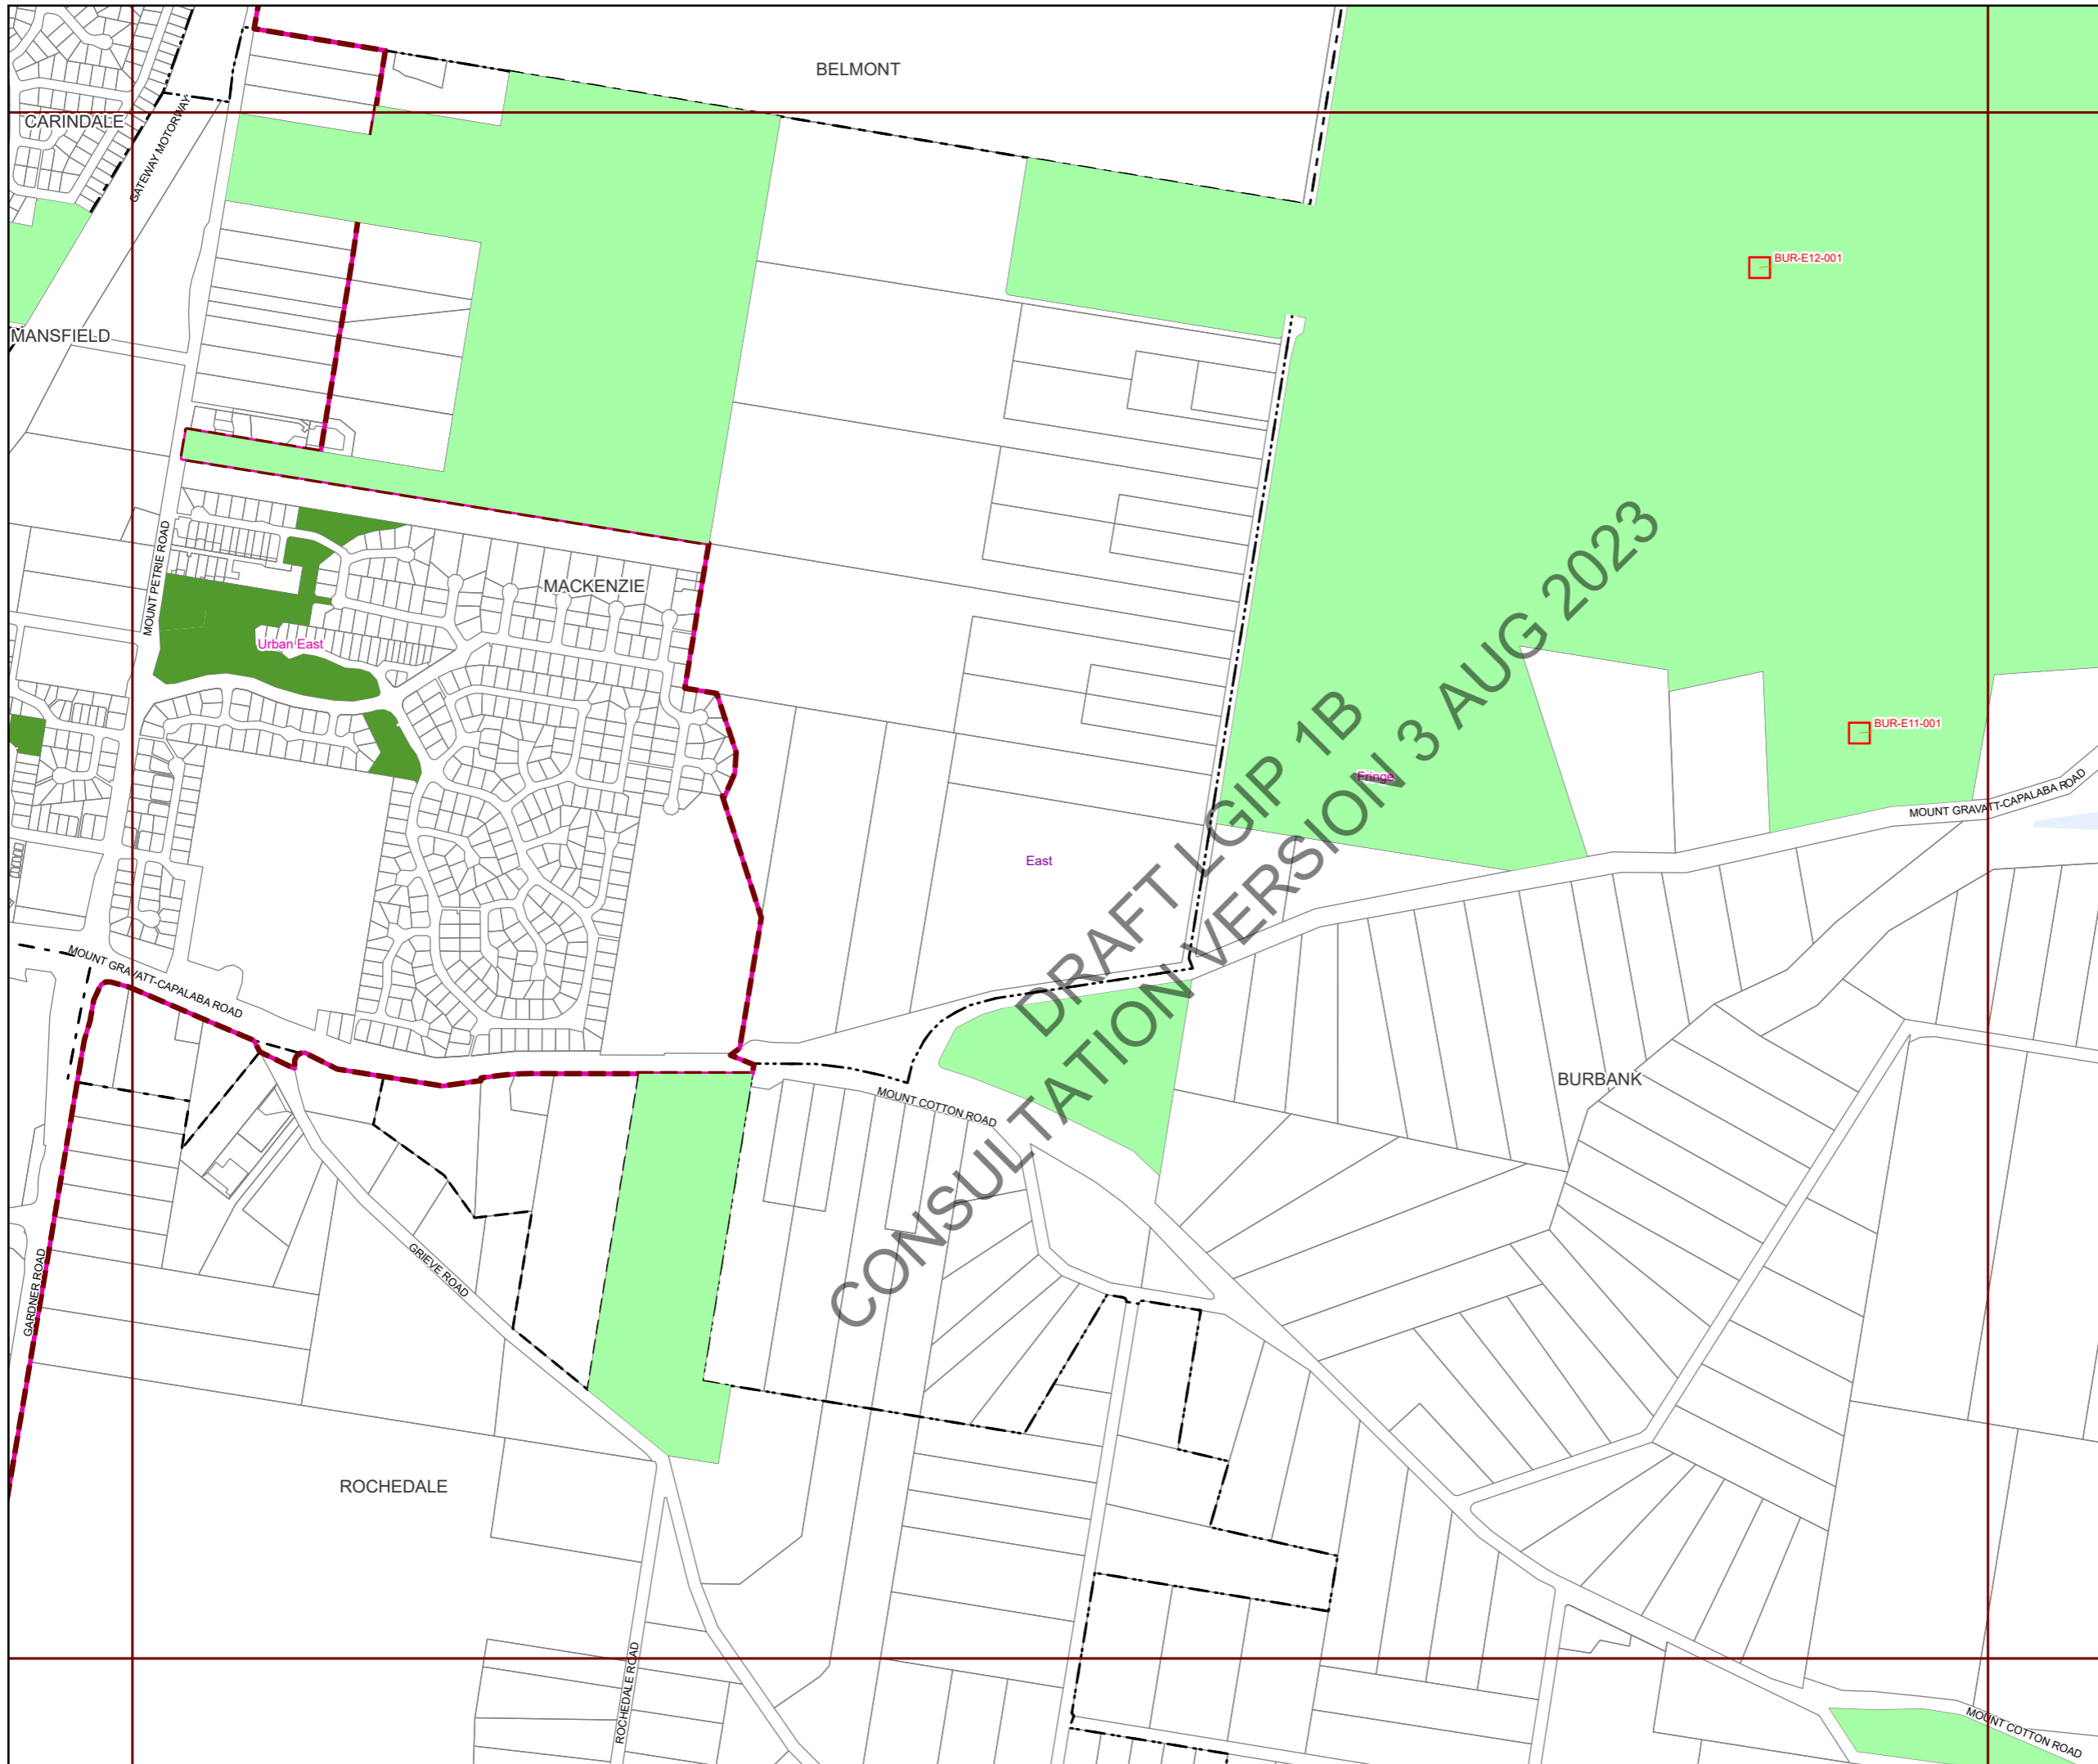 BELMONT
CARINDALE
GATEWAY MOTORWAY
BUR-E12-001
MANSFIELD
MOUNT PETRIE ROAD
MACKENZIE
Urban East
BUR-E11-001
Fringe
MOUNT GRAVATT-CAPALABA ROAD
East
DRAFT LGIP 1B
CONSULTATION VERSION 3 AUG 2023
MOUNT GRAVATT-CAPALABA ROAD
BURBANK
MOUNT COTTON ROAD
GRIEVE ROAD
GARDNER ROAD
ROCHEDALE
ROCHEDALE ROAD
MOUNT COTTON ROAD